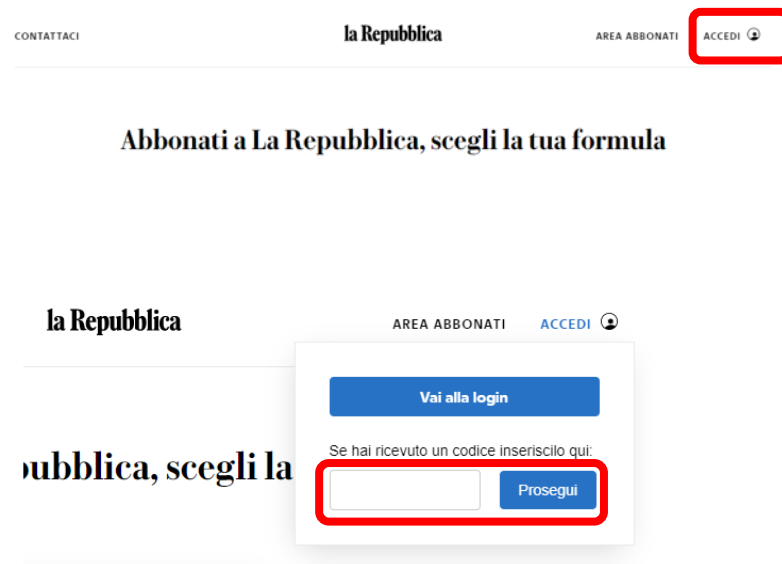 CONTATTACI la Repubblica AREA ABBONATI ACCEDI
Abbonati a La Repubblica, scegli la tua formula
la Repubblica AREA ABBONATI ACCEDI
Vai alla login
Se hai ricevuto un codice inseriscilo qui:
scegli la
Prosegui